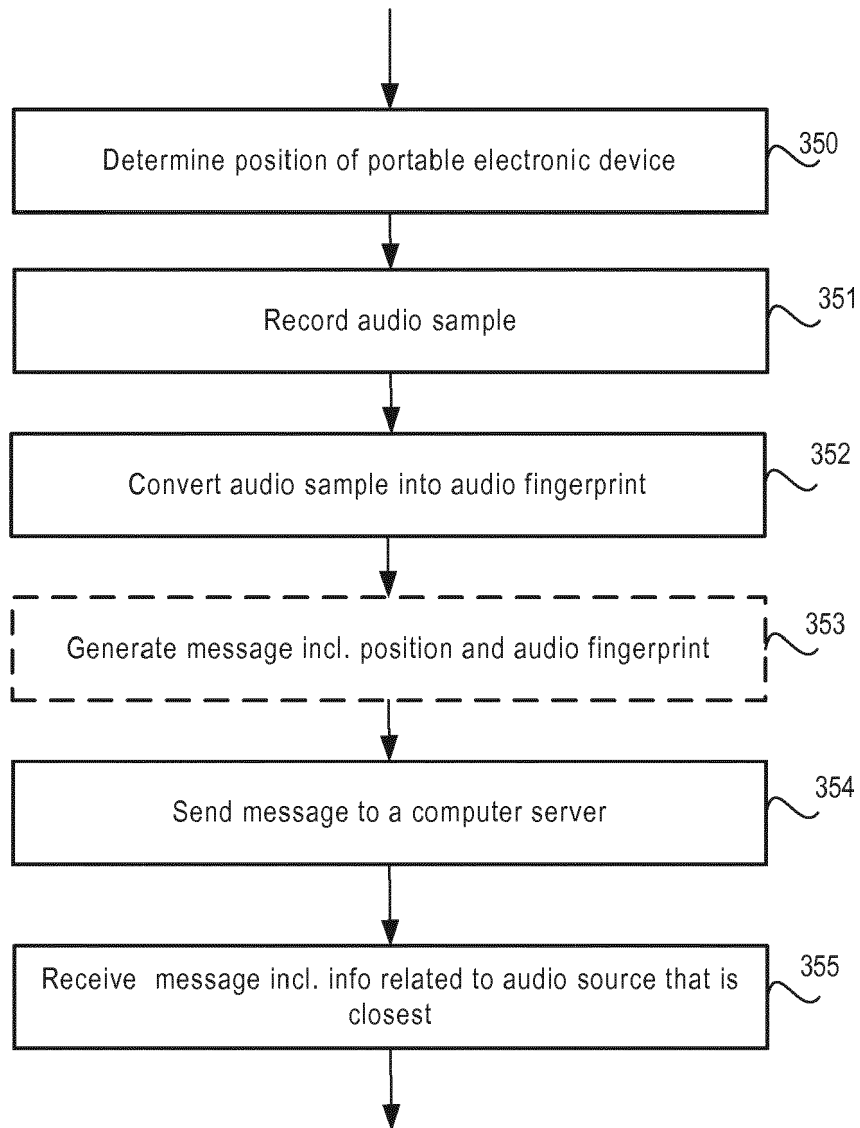 Determine position of portable electronic device
350
Record audio sample
351
Convert audio sample into audio fingerprint
352
Generate message incl. position and audio fingerprint
353
Send message to a computer server
354
Receive message incl. info related to audio source that is
closest
355